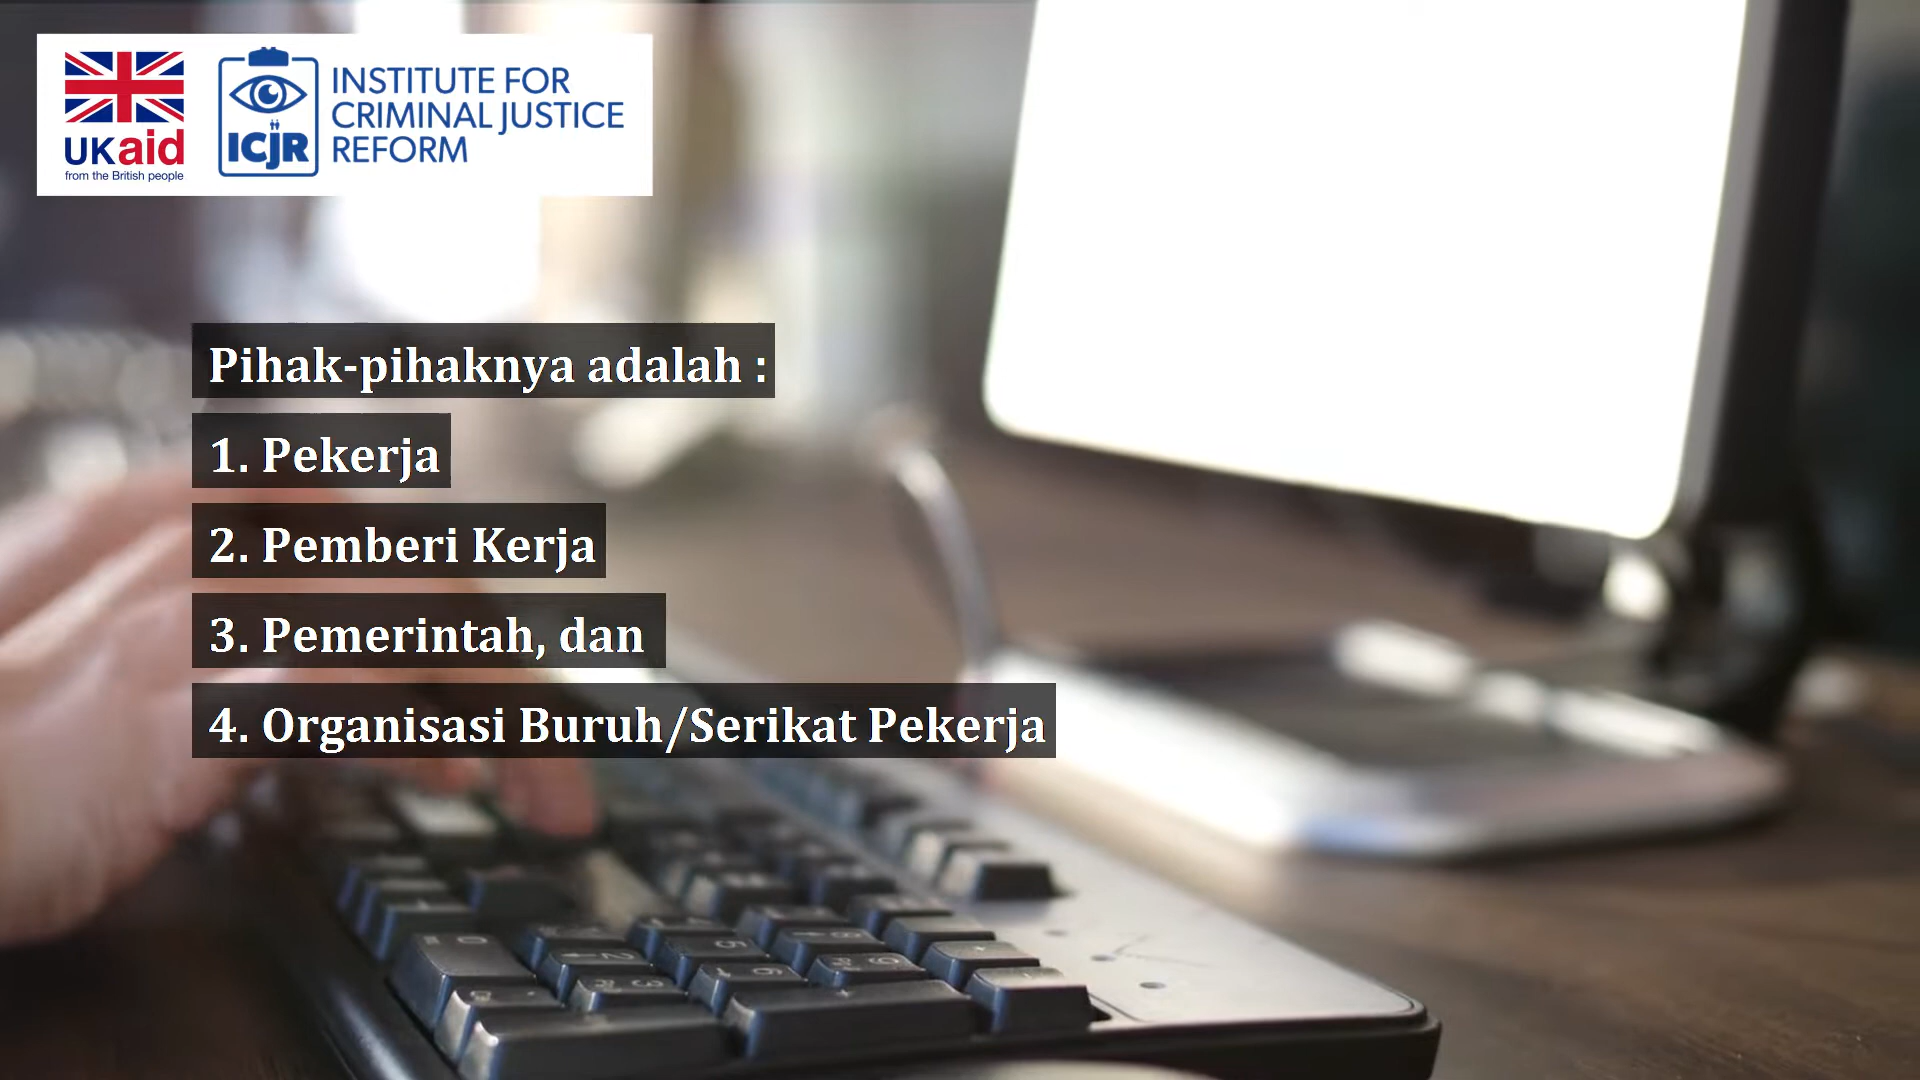 UKaid
from the British people
ICJR
INSTITUTE FOR
CRIMINAL JUSTICE
REFORM
Pihak-pihaknya adalah :
1. Pekerja
2. Pemberi Kerja
3. Pemerintah, dan
4. Organisasi Buruh/Serikat Pekerja